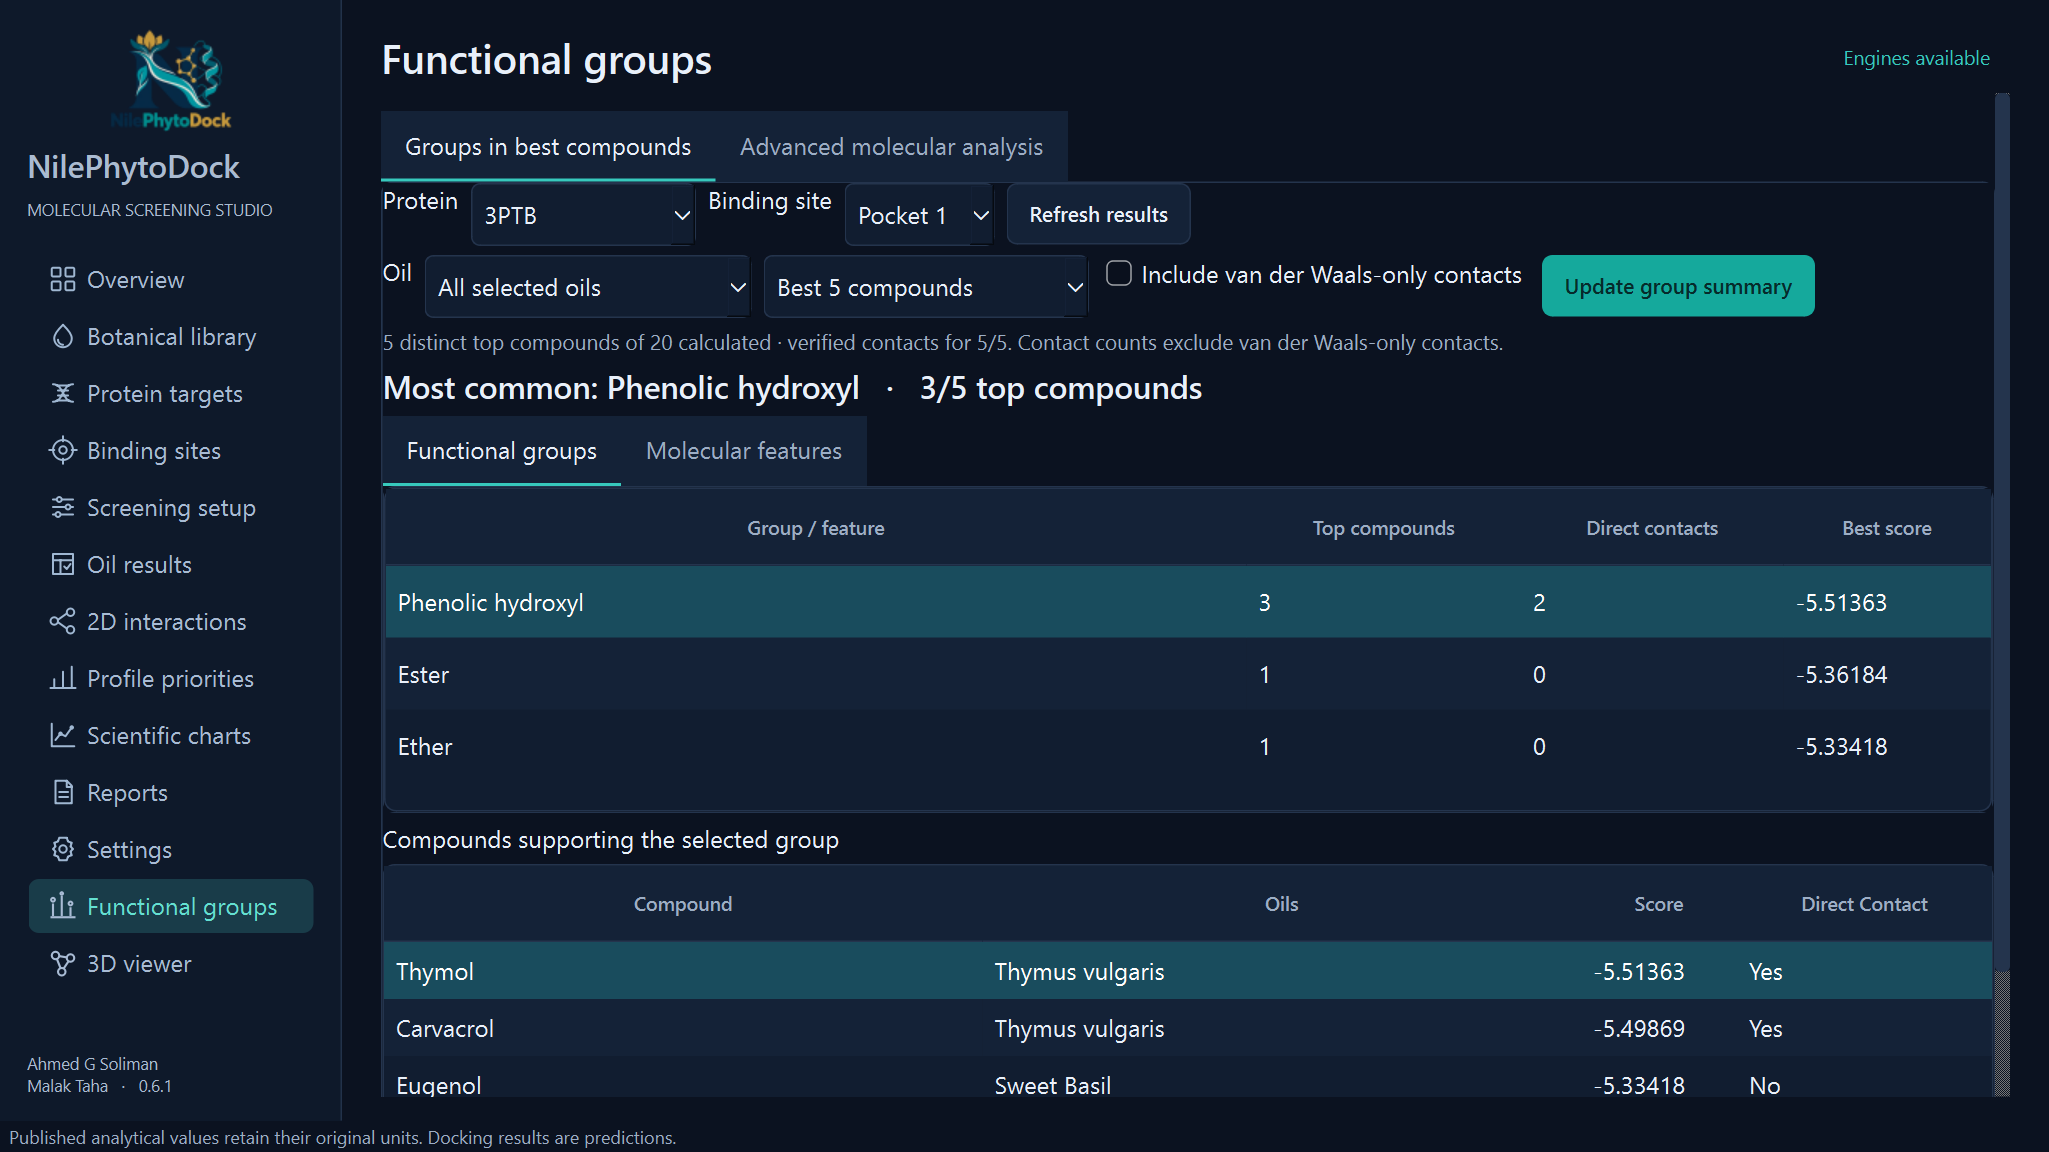 NilePhytoDock
NilePhytoDock
MOLECULAR SCREENING STUDIO
Overview
Botanical library
Protein targets
Binding sites
Screening setup
Oil results
2D interactions
Profile priorities
Scientific charts
Reports
Settings
Functional groups
3D viewer
Ahmed G Soliman
Malak Taha · 0.6.1
Functional groups
Engines available
Groups in best compounds Advanced molecular analysis
Protein 3PTB Binding site Pocket 1 Refresh results
Oil All selected oils Best 5 compounds Include van der Waals-only contacts Update group summary
5 distinct top compounds of 20 calculated · verified contacts for 5/5. Contact counts exclude van der Waals-only contacts.
Most common: Phenolic hydroxyl · 3/5 top compounds
Functional groups Molecular features
Group / feature Top compounds Direct contacts Best score
Phenolic hydroxyl 3 2 -5.51363
Ester 1 0 -5.36184
Ether 1 0 -5.33418
Compounds supporting the selected group
Compound Oils Score Direct Contact
Thymol Thymus vulgaris -5.51363 Yes
Carvacrol Thymus vulgaris -5.49869 Yes
Eugenol Sweet Basil -5.33418 No
Published analytical values retain their original units. Docking results are predictions.